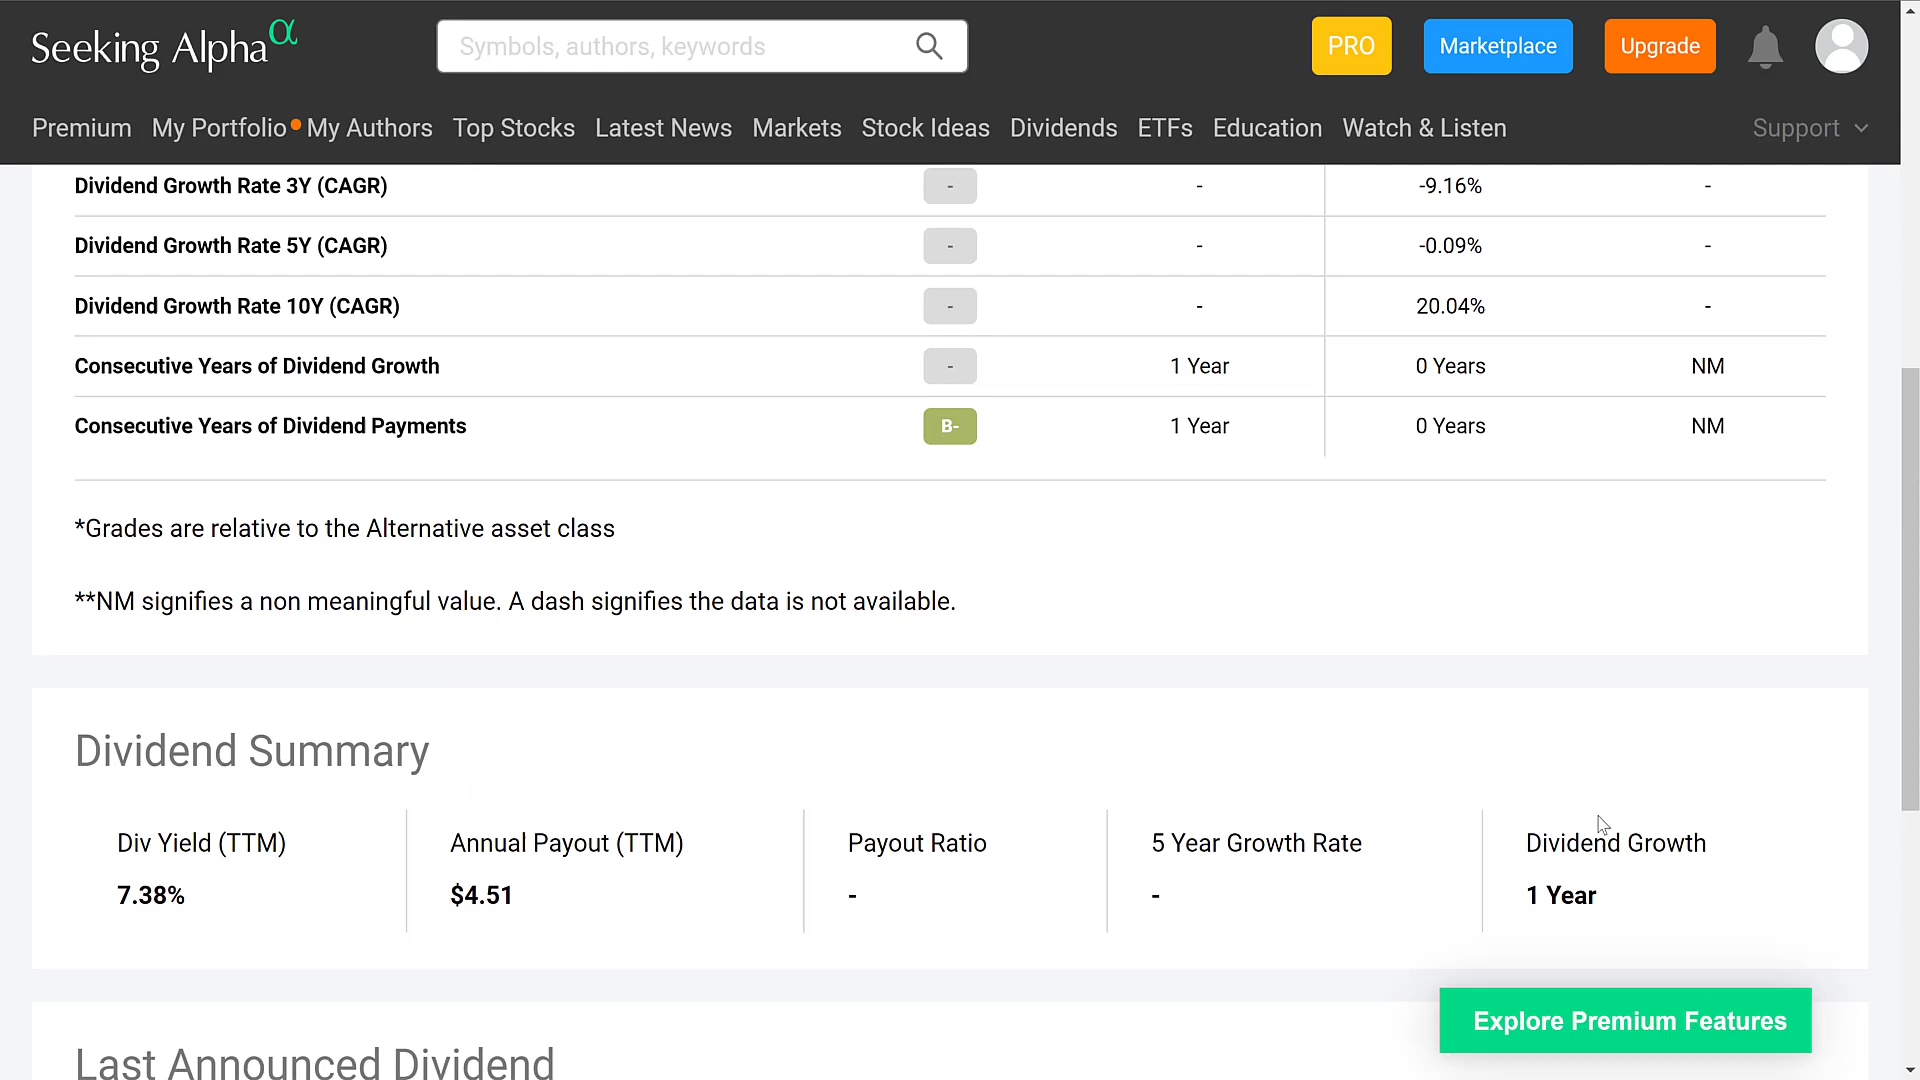 Seeking Alpha α
Symbols, authors, keywords
PRO
Marketplace
Upgrade
Premium My Portfolio My Authors Top Stocks Latest News Markets Stock Ideas Dividends ETFs Education Watch & Listen Support
Dividend Growth Rate 3Y (CAGR) - - -9.16% -
Dividend Growth Rate 5Y (CAGR) - - -0.09% -
Dividend Growth Rate 10Y (CAGR) - - 20.04% -
Consecutive Years of Dividend Growth - 1 Year 0 Years NM
Consecutive Years of Dividend Payments B- 1 Year 0 Years NM
*Grades are relative to the Alternative asset class
**NM signifies a non meaningful value. A dash signifies the data is not available.
Dividend Summary
Div Yield (TTM) Annual Payout (TTM) Payout Ratio 5 Year Growth Rate Dividend Growth
7.38% $4.51 - - 1 Year
Explore Premium Features
Last Announced Dividend